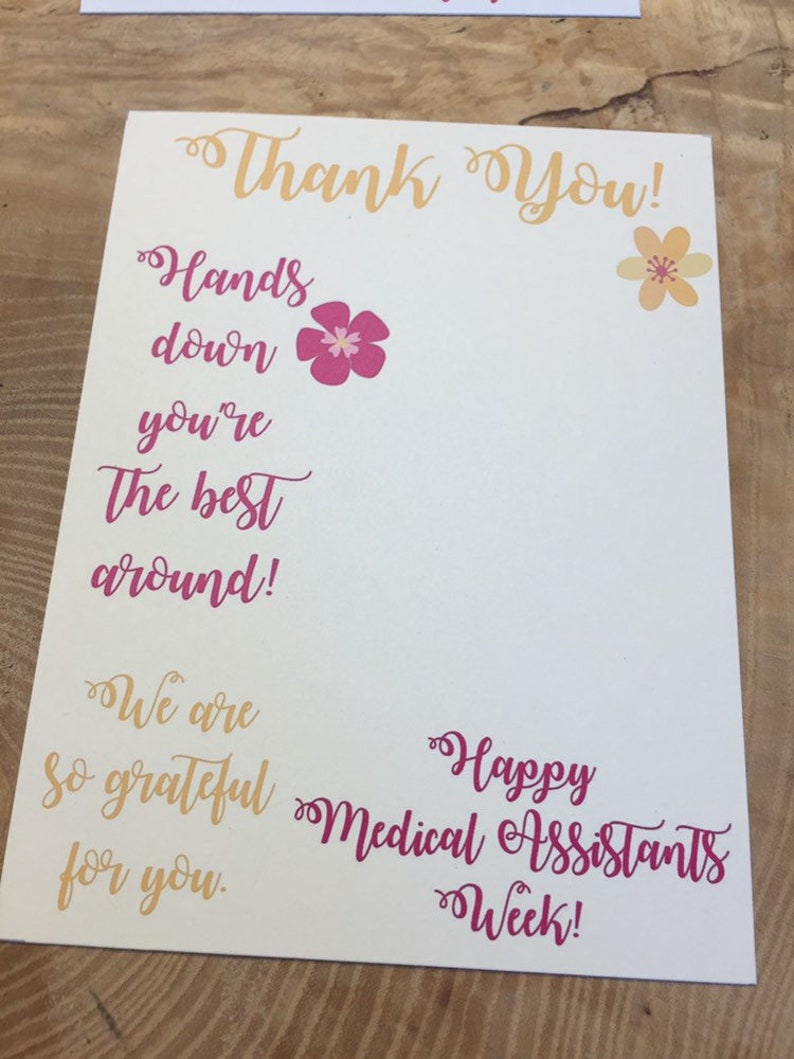 Thank You!
Hands
down
you're
the best
around!
We are
so grateful
for you.
Happy
Medical Assistants
Week!